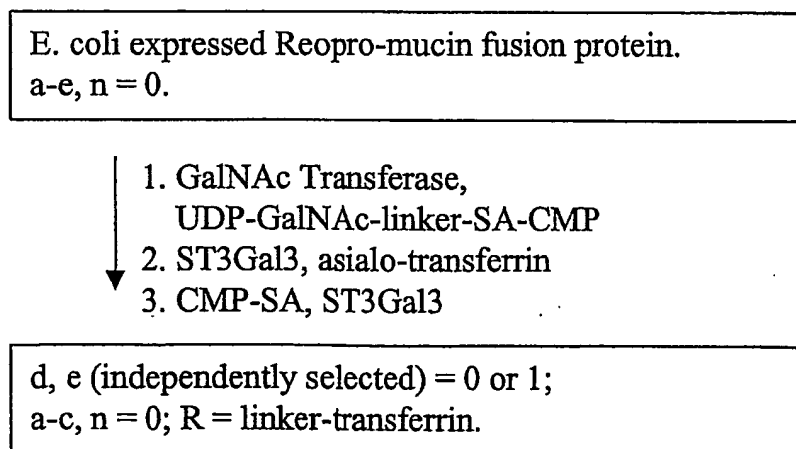 E. coli expressed Reopro-mucin fusion protein.
a-e, n = 0.
1. GalNAc Transferase,
UDP-GalNAc-linker-SA-CMP
2. ST3Gal3, asialo-transferrin
3. CMP-SA, ST3Gal3
d, e (independently selected) = 0 or 1;
a-c, n = 0; R = linker-transferrin.